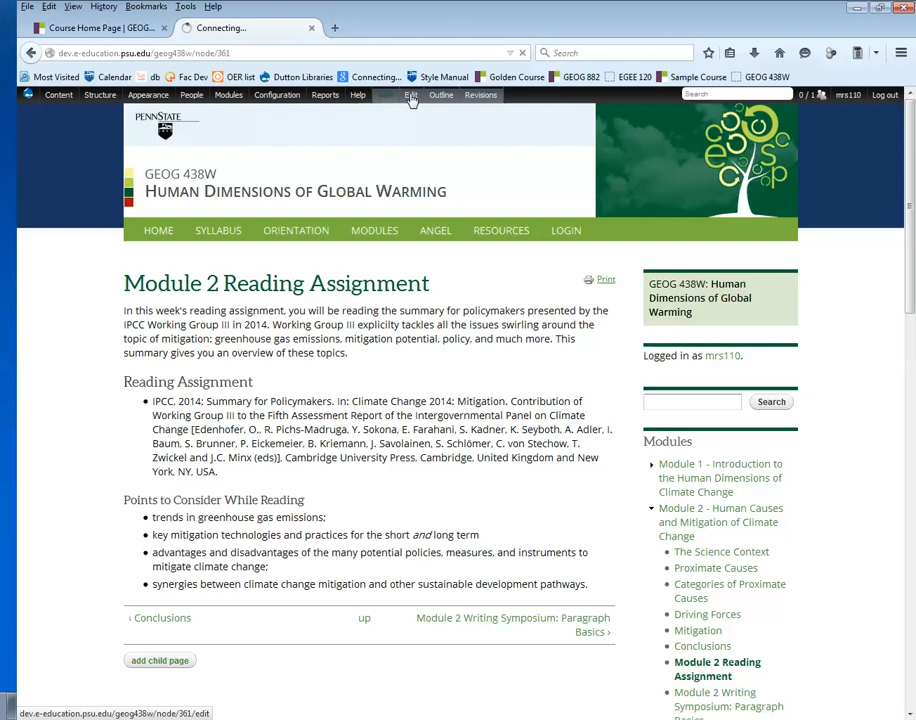 File Edit View History Bookmarks Tools Help
Course Home Page | GEOG... × Connecting... × +
dev.e-education.psu.edu/geog438w/node/361 Search
Most Visited Calendar db Fac Dev OER list Dutton Libraries Connecting... Style Manual Golden Course GEOG 882 EGEE 120 Sample Course GEOG 438W
Content Structure Appearance People Modules Configuration Reports Help Edit Outline Revisions Search 0 / 1 mrs110 Log out
PENNSTATE
GEOG 438W
HUMAN DIMENSIONS OF GLOBAL WARMING
HOME SYLLABUS ORIENTATION MODULES ANGEL RESOURCES LOGIN
Module 2 Reading Assignment
Print
In this week's reading assignment, you will be reading the summary for policymakers presented by the
IPCC Working Group III in 2014. Working Group III explicity tackles all the issues swirling around the
topic of mitigation: greenhouse gas emissions, mitigation potential, policy, and much more. This
summary gives you an overview of these topics.
Reading Assignment
• IPCC, 2014: Summary for Policymakers. In: Climate Change 2014: Mitigation. Contribution of
Working Group III to the Fifth Assessment Report of the Intergovernmental Panel on Climate
Change [Edenhofer, O., R. Pichs-Madruga, Y. Sokona, E. Farahani, S. Kadner, K. Seyboth, A. Adler, I.
Baum, S. Brunner, P. Eickemeier, B. Kriemann, J. Savolainen, S. Schlömer, C. von Stechow, T.
Zwickel and J.C. Minx (eds)], Cambridge University Press, Cambridge, United Kingdom and New
York, NY, USA.
Points to Consider While Reading
• trends in greenhouse gas emissions;
• key mitigation technologies and practices for the short and long term
• advantages and disadvantages of the many potential policies, measures, and instruments to
mitigate climate change;
• synergies between climate change mitigation and other sustainable development pathways.
‹ Conclusions up Module 2 Writing Symposium: Paragraph
Basics ›
add child page
GEOG 438W: Human
Dimensions of Global
Warming
Logged in as mrs110.
Search
Modules
Module 1 - Introduction to
the Human Dimensions of
Climate Change
Module 2 - Human Causes
and Mitigation of Climate
Change
• The Science Context
• Proximate Causes
• Categories of Proximate
Causes
• Driving Forces
• Mitigation
• Conclusions
• Module 2 Reading
Assignment
• Module 2 Writing
Symposium: Paragraph
dev.e-education.psu.edu/geog438w/node/361/edit